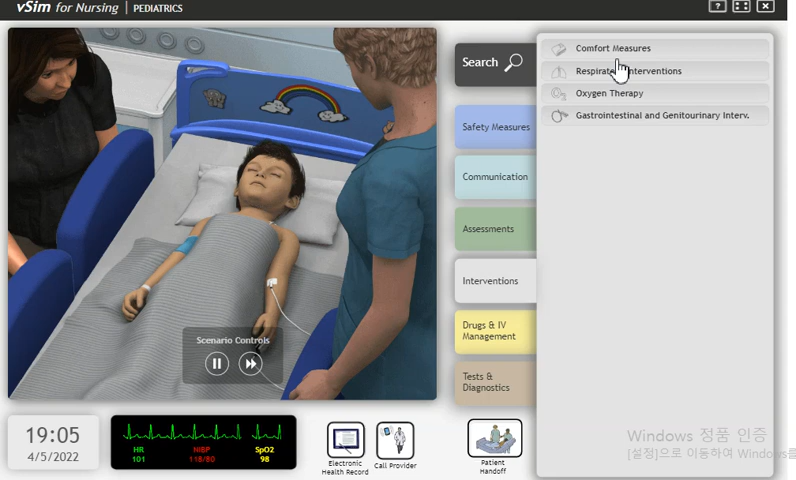 vSim for Nursing | PEDIATRICS
?
Search
Comfort Measures
Interventions
Oxygen Therapy
Gastrointestinal and Genitourinary Interv.
Safety Measures
Communication
Assessments
Interventions
Drugs & IV
Management
Tests &
Diagnostics
Scenario Controls
19:05
4/5/2022
HR
101
NIBP
118/80
SpO2
98
Electronic
Health Record
Call Provider
Patient
Handoff
Windows 정품 인증
[설정]으로 이동하여 Windows를